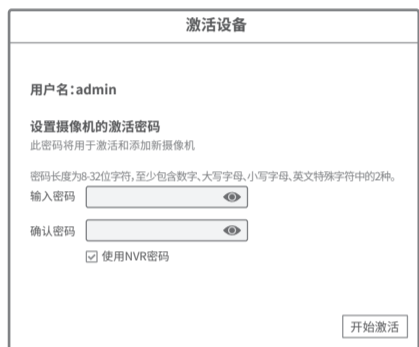 激活设备
用户名:admin
设置摄像机的激活密码
此密码将用于激活和添加新摄像机
密码长度为8-32位字符,至少包含数字、大写字母、小写字母、英文特殊字符中的2种。
输入密码
确认密码
使用NVR密码
开始激活